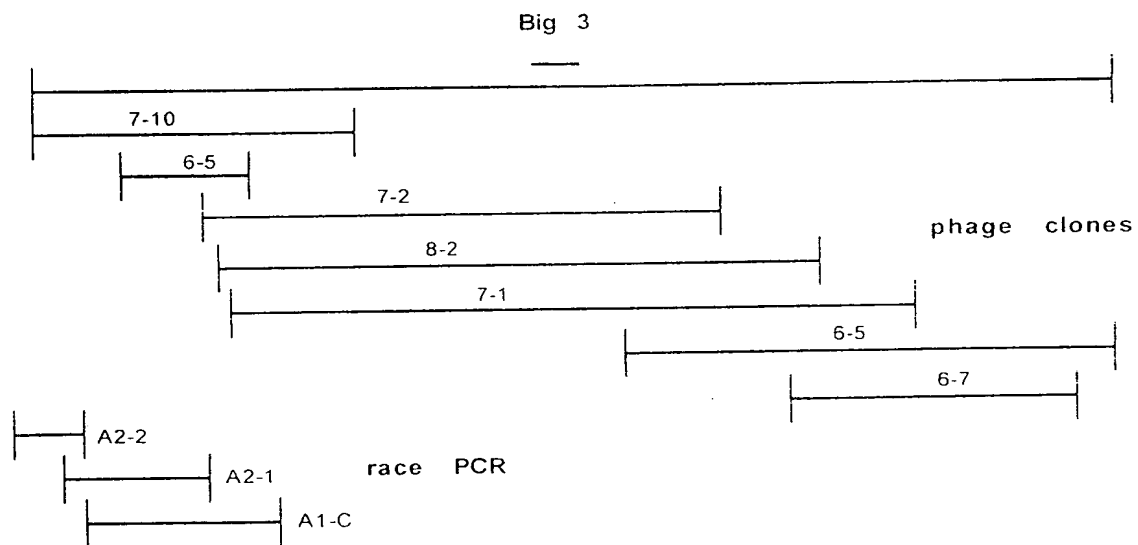 Big 3
7-10
6-5
7-2
phage clones
8-2
7-1
6-5
6-7
A2-2
race PCR
A2-1
A1-C